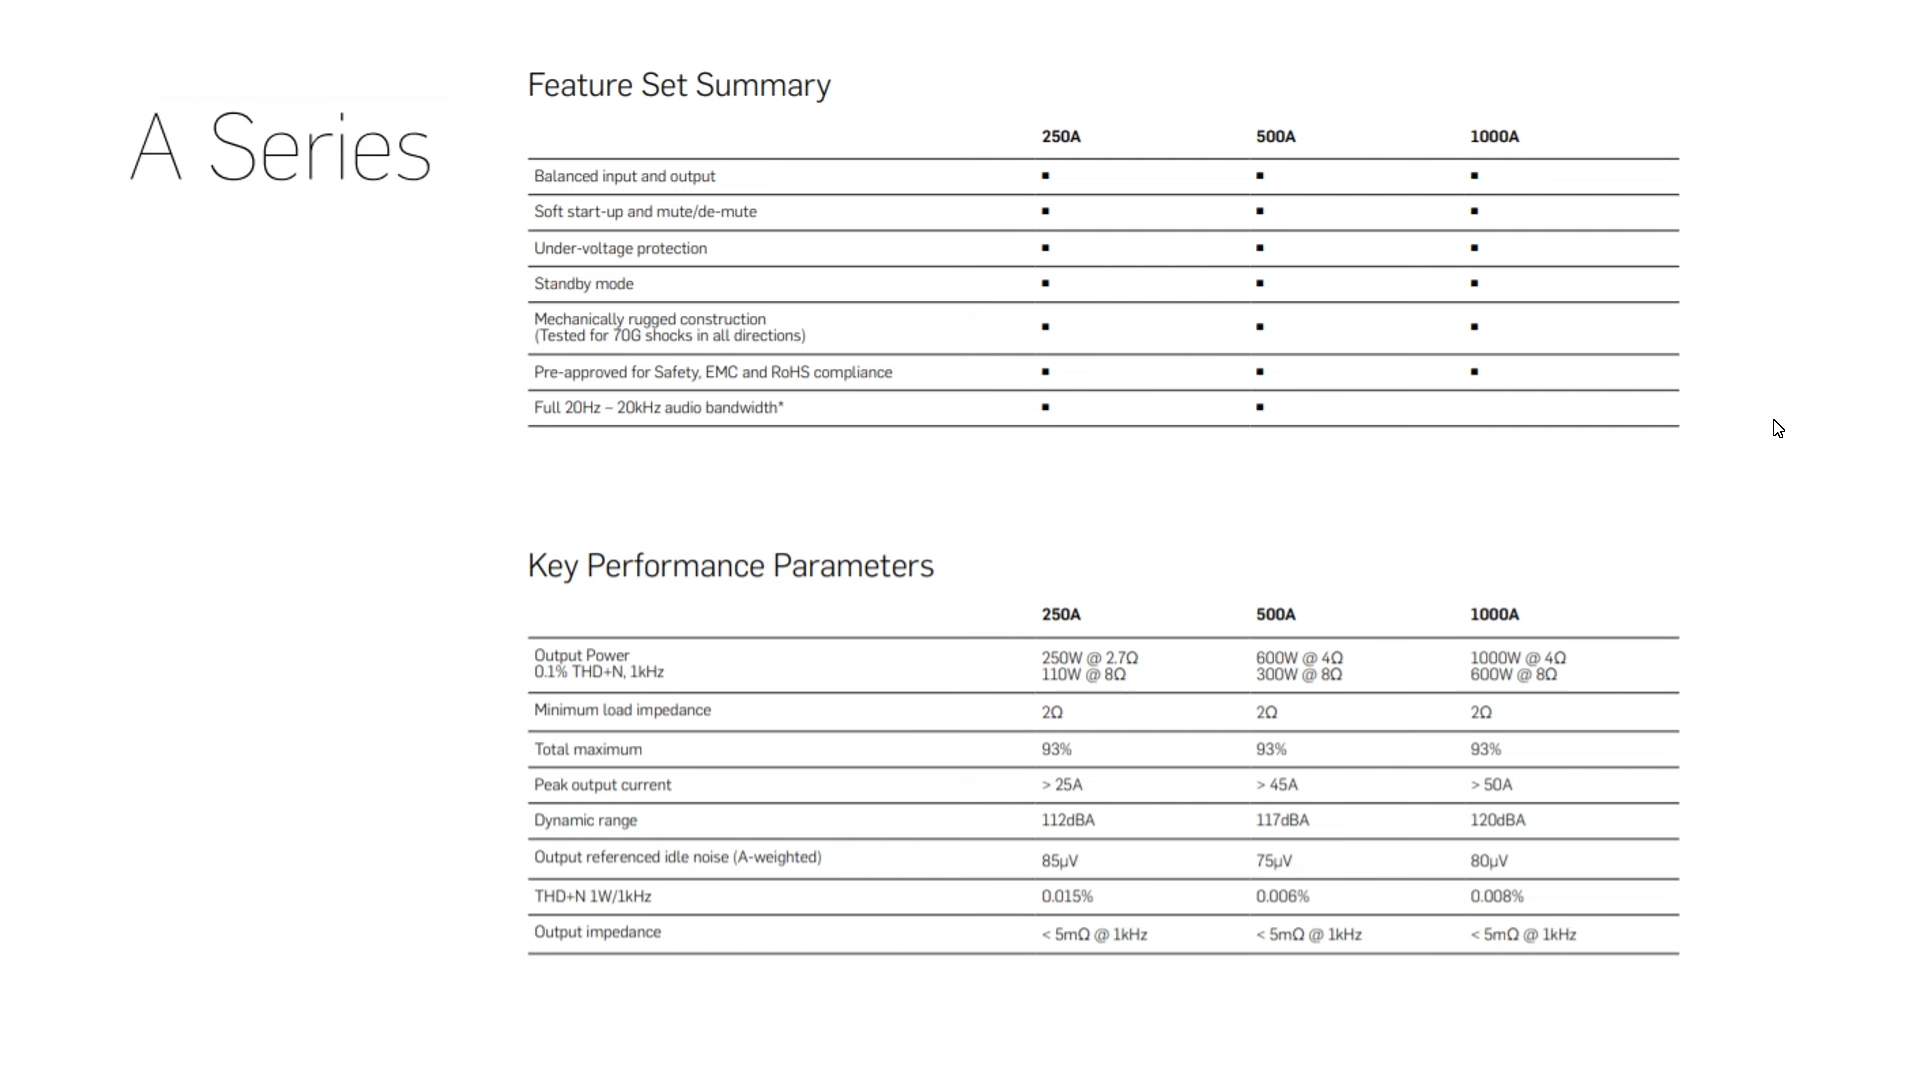 A Series
Feature Set Summary
250A 500A 1000A
Balanced input and output ▪ ▪ ▪
Soft start-up and mute/de-mute ▪ ▪ ▪
Under-voltage protection ▪ ▪ ▪
Standby mode ▪ ▪ ▪
Mechanically rugged construction
(Tested for 70G shocks in all directions) ▪ ▪ ▪
Pre-approved for Safety, EMC and RoHS compliance ▪ ▪ ▪
Full 20Hz – 20kHz audio bandwidth* ▪ ▪
Key Performance Parameters
250A 500A 1000A
Output Power 250W @ 2.7Ω 600W @ 4Ω 1000W @ 4Ω
0.1% THD+N, 1kHz 110W @ 8Ω 300W @ 8Ω 600W @ 8Ω
Minimum load impedance 2Ω 2Ω 2Ω
Total maximum 93% 93% 93%
Peak output current > 25A > 45A > 50A
Dynamic range 112dBA 117dBA 120dBA
Output referenced idle noise (A-weighted) 85µV 75µV 80µV
THD+N 1W/1kHz 0.015% 0.006% 0.008%
Output impedance < 5mΩ @ 1kHz < 5mΩ @ 1kHz < 5mΩ @ 1kHz